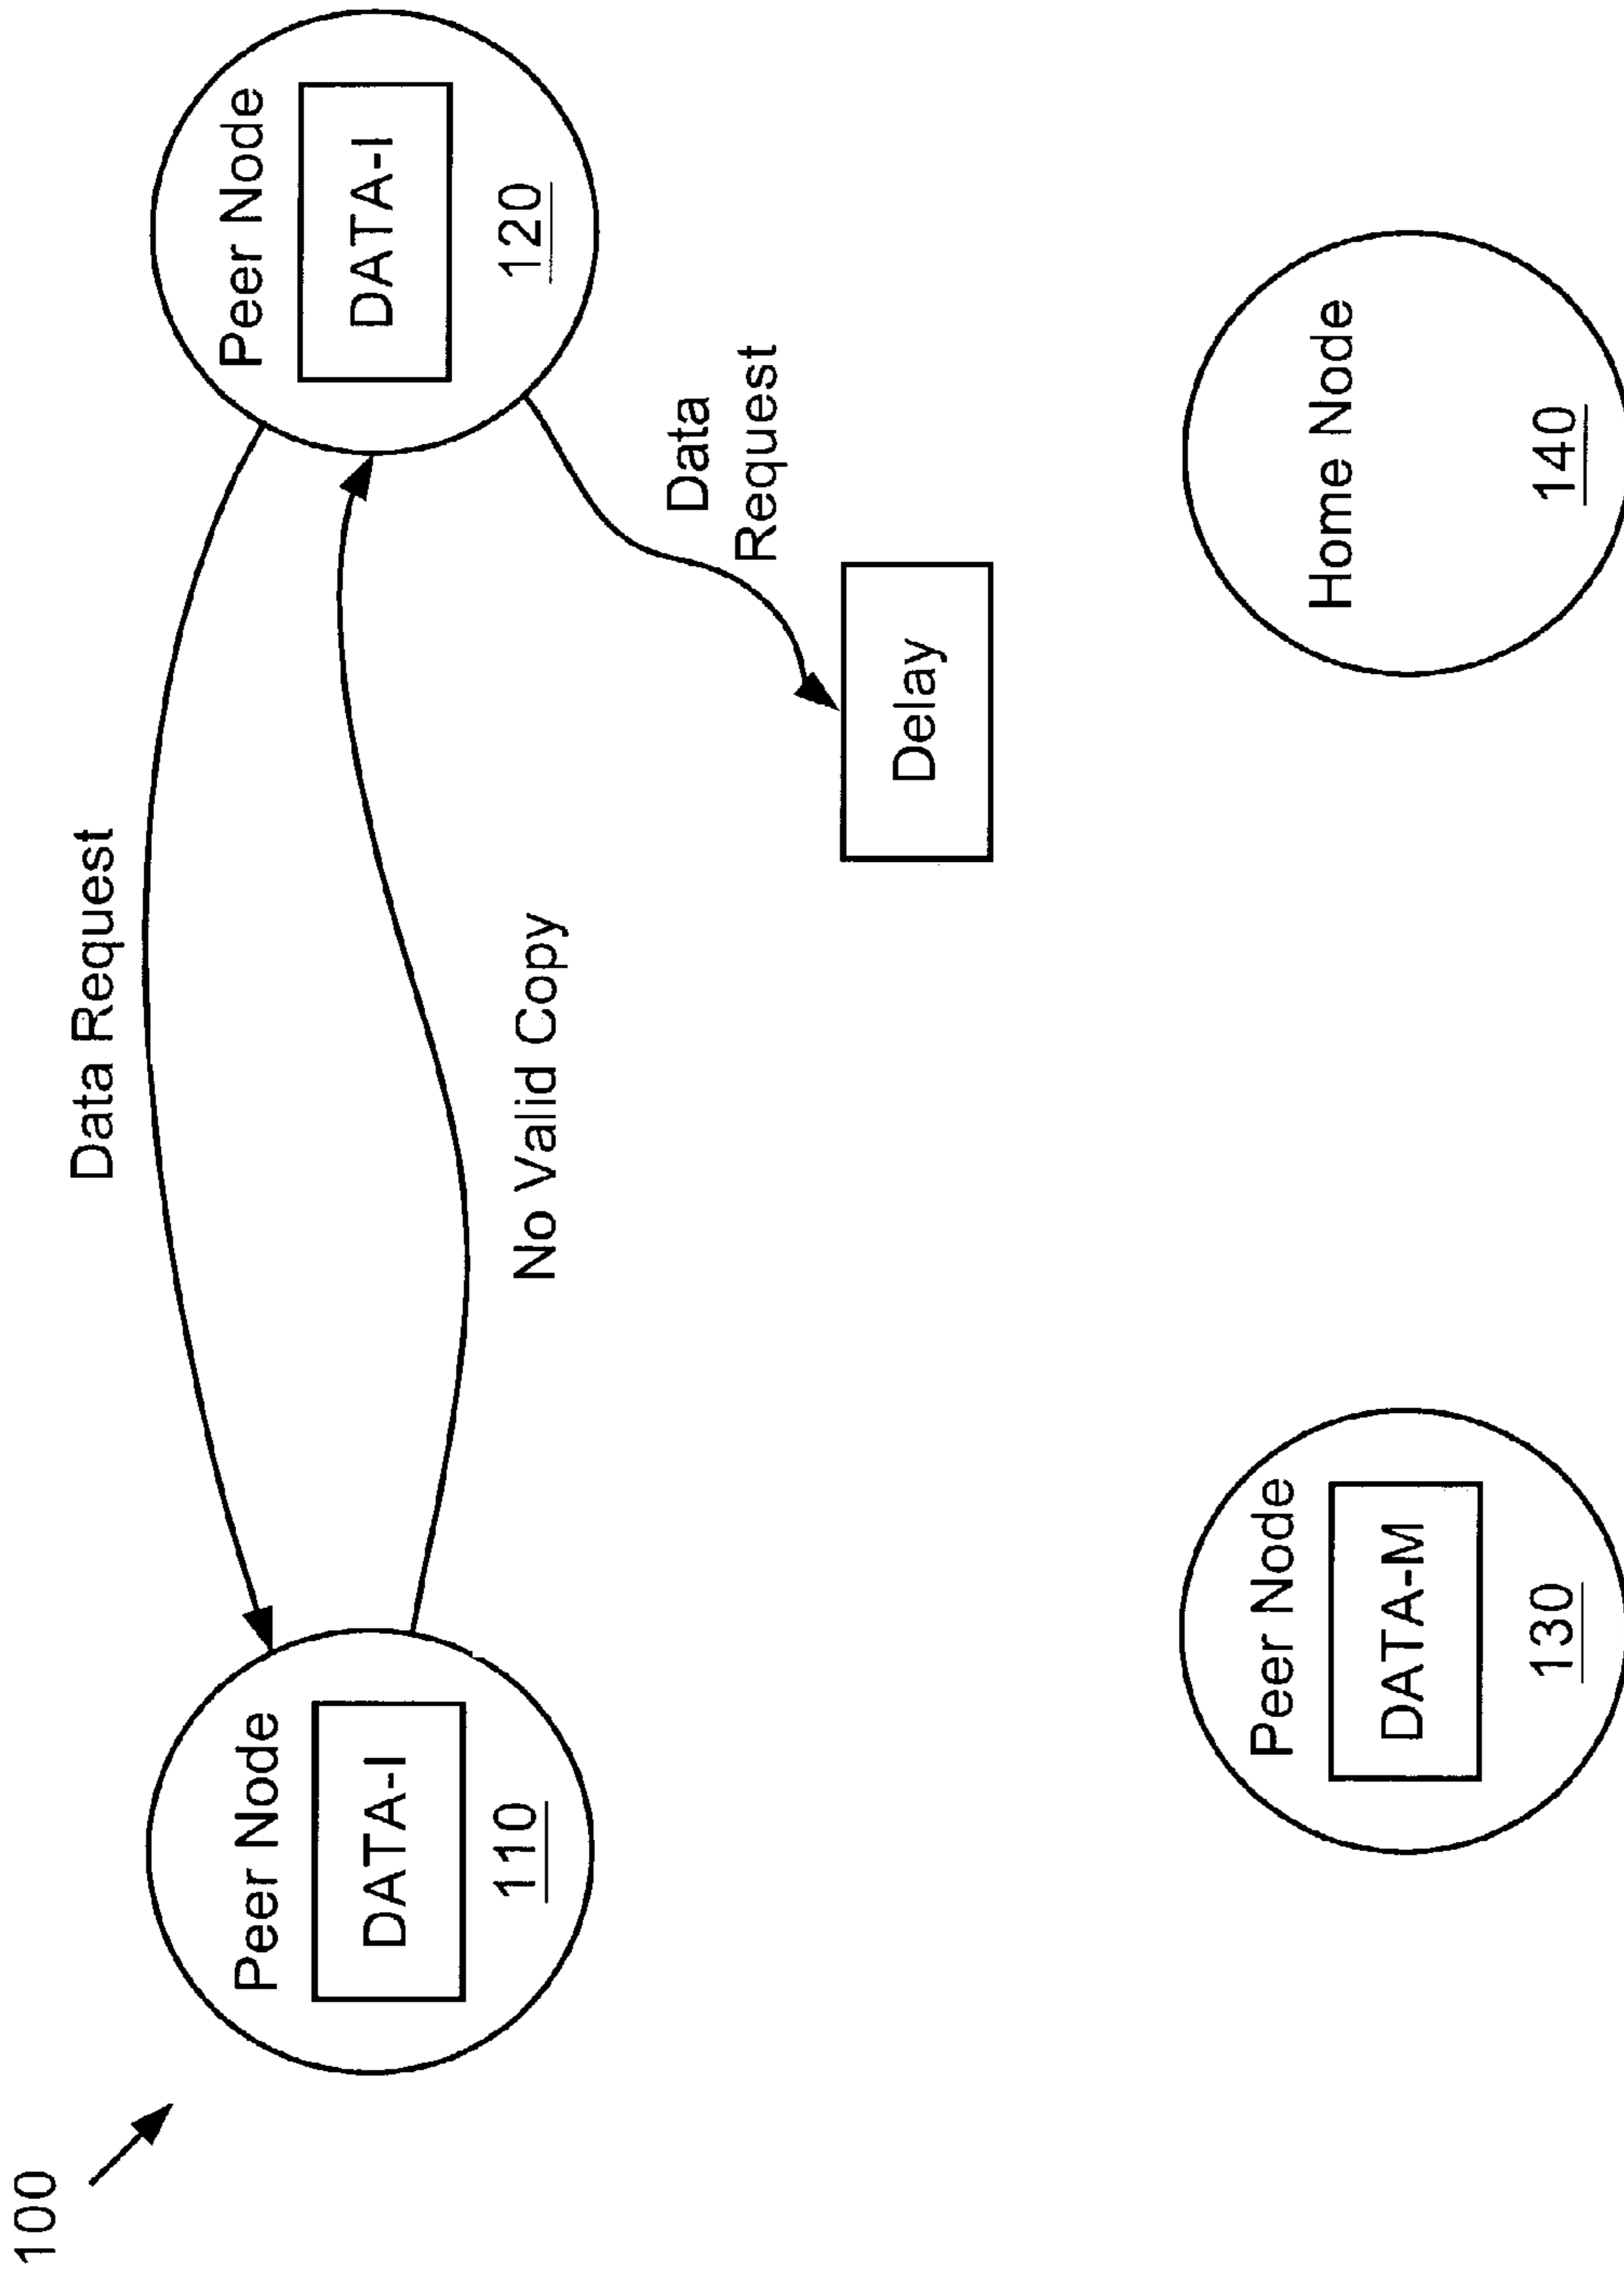 100
Data Request
Peer Node
DATA-I
110
Peer Node
DATA-I
120
No Valid Copy
Data
Request
Delay
Peer Node
DATA-M
130
Home Node
140